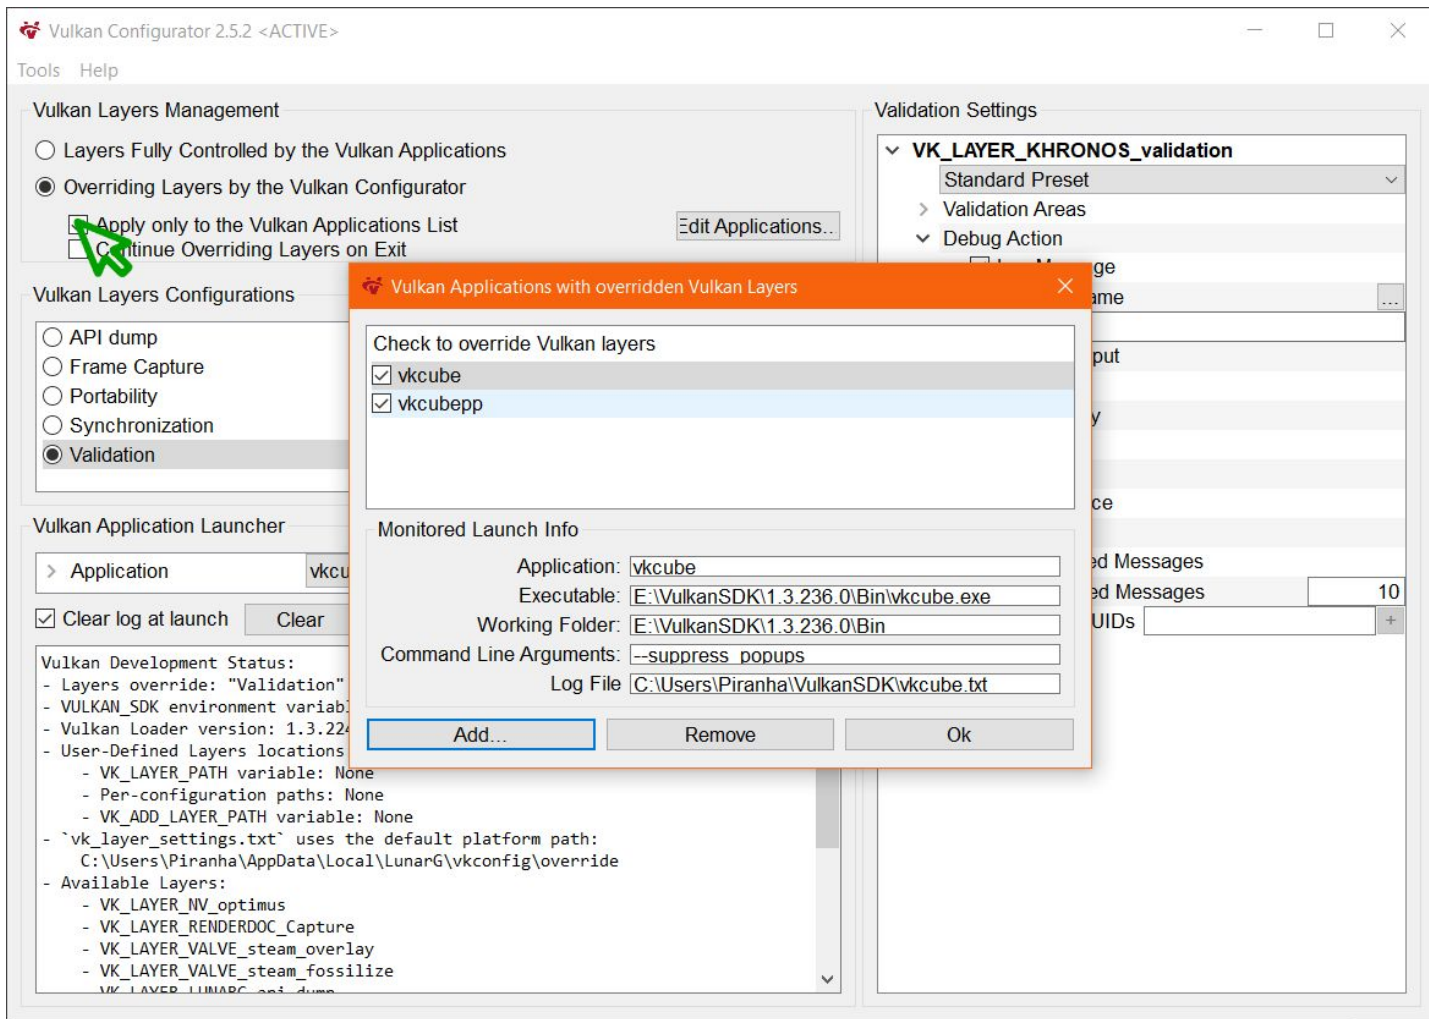 Vulkan Configurator 2.5.2 <ACTIVE>
Tools Help
Vulkan Layers Management
Layers Fully Controlled by the Vulkan Applications
Overriding Layers by the Vulkan Configurator
Apply only to the Vulkan Applications List
Edit Applications..
Continue Overriding Layers on Exit
Vulkan Layers Configurations
API dump
Frame Capture
Portability
Synchronization
Validation
Vulkan Application Launcher
Application
vkcu
Clear log at launch
Clear
Vulkan Development Status:
- Layers override: "Validation"
- VULKAN_SDK environment variab
- Vulkan Loader version: 1.3.224
- User-Defined Layers locations
- VK_LAYER_PATH variable: None
- Per-configuration paths: None
- VK_ADD_LAYER_PATH variable: None
- `vk_layer_settings.txt` uses the default platform path:
C:\Users\Piranha\AppData\Local\LunarG\vkconfig\override
- Available Layers:
- VK_LAYER_NV_optimus
- VK_LAYER_RENDERDOC_Capture
- VK_LAYER_VALVE_steam_overlay
- VK_LAYER_VALVE_steam_fossilize
- VK_LAYER_LUNARG_api_dump
Vulkan Applications with overridden Vulkan Layers
Check to override Vulkan layers
vkcube
vkcubepp
Monitored Launch Info
Application: vkcube
Executable: E:\VulkanSDK\1.3.236.0\Bin\vkcube.exe
Working Folder: E:\VulkanSDK\1.3.236.0\Bin
Command Line Arguments: --suppress_popups
Log File C:\Users\Piranha\VulkanSDK\vkcube.txt
Add...
Remove
Ok
Validation Settings
VK_LAYER_KHRONOS_validation
Standard Preset
Validation Areas
Debug Action
ge
ame
...
put
y
ce
ed Messages
ed Messages
10
UIDs
+